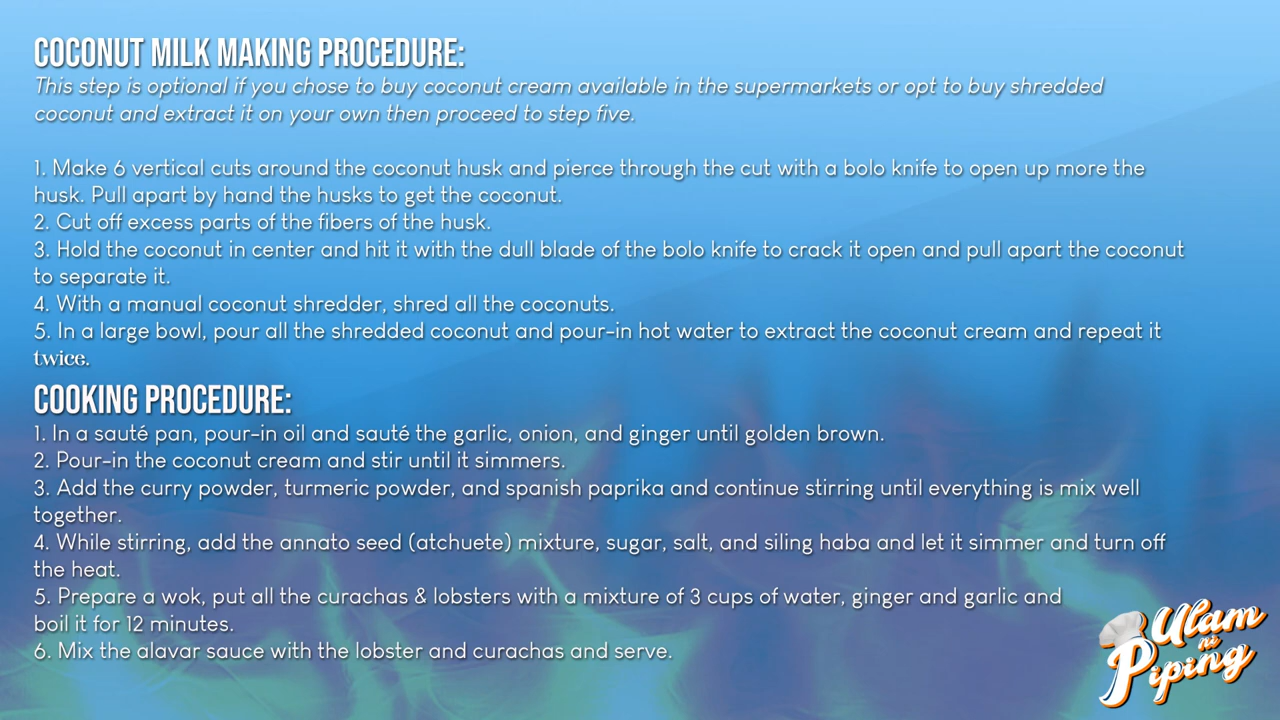 COCONUT MILK MAKING PROCEDURE:
This step is optional if you chose to buy coconut cream available in the supermarkets or opt to buy shredded
coconut and extract it on your own then proceed to step five.
1. Make 6 vertical cuts around the coconut husk and pierce through the cut with a bolo knife to open up more the
husk. Pull apart by hand the husks to get the coconut.
2. Cut off excess parts of the fibers of the husk.
3. Hold the coconut in center and hit it with the dull blade of the bolo knife to crack it open and pull apart the coconut
to separate it.
4. With a manual coconut shredder, shred all the coconuts.
5. In a large bowl, pour all the shredded coconut and pour-in hot water to extract the coconut cream and repeat it
twice.
COOKING PROCEDURE:
1. In a sauté pan, pour-in oil and sauté the garlic, onion, and ginger until golden brown.
2. Pour-in the coconut cream and stir until it simmers.
3. Add the curry powder, turmeric powder, and spanish paprika and continue stirring until everything is mix well
together.
4. While stirring, add the annato seed (atchuete) mixture, sugar, salt, and siling haba and let it simmer and turn off
the heat.
5. Prepare a wok, put all the curachas & lobsters with a mixture of 3 cups of water, ginger and garlic and
boil it for 12 minutes.
6. Mix the alavar sauce with the lobster and curachas and serve.
Ulam
ni
Piping